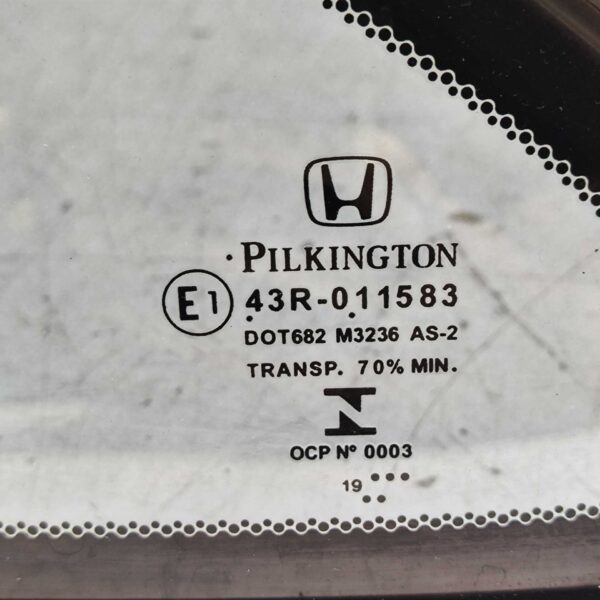 PILKINGTON
E1 43R-011583
DOT682 M3236 AS-2
TRANSP. 70% MIN.
OCP Nº 0003
19